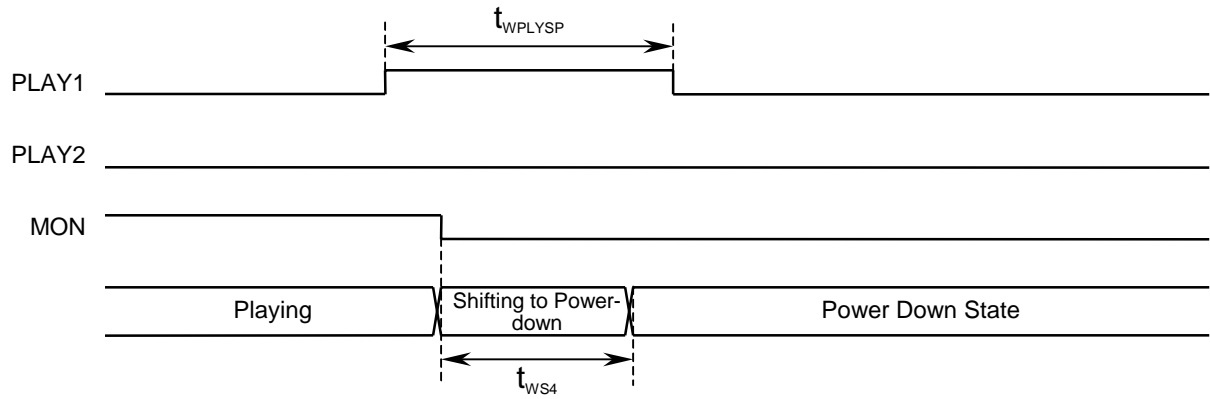 tWPLYSP
PLAY1
PLAY2
MON
Playing
Shifting to Power-
down
Power Down State
tWS4